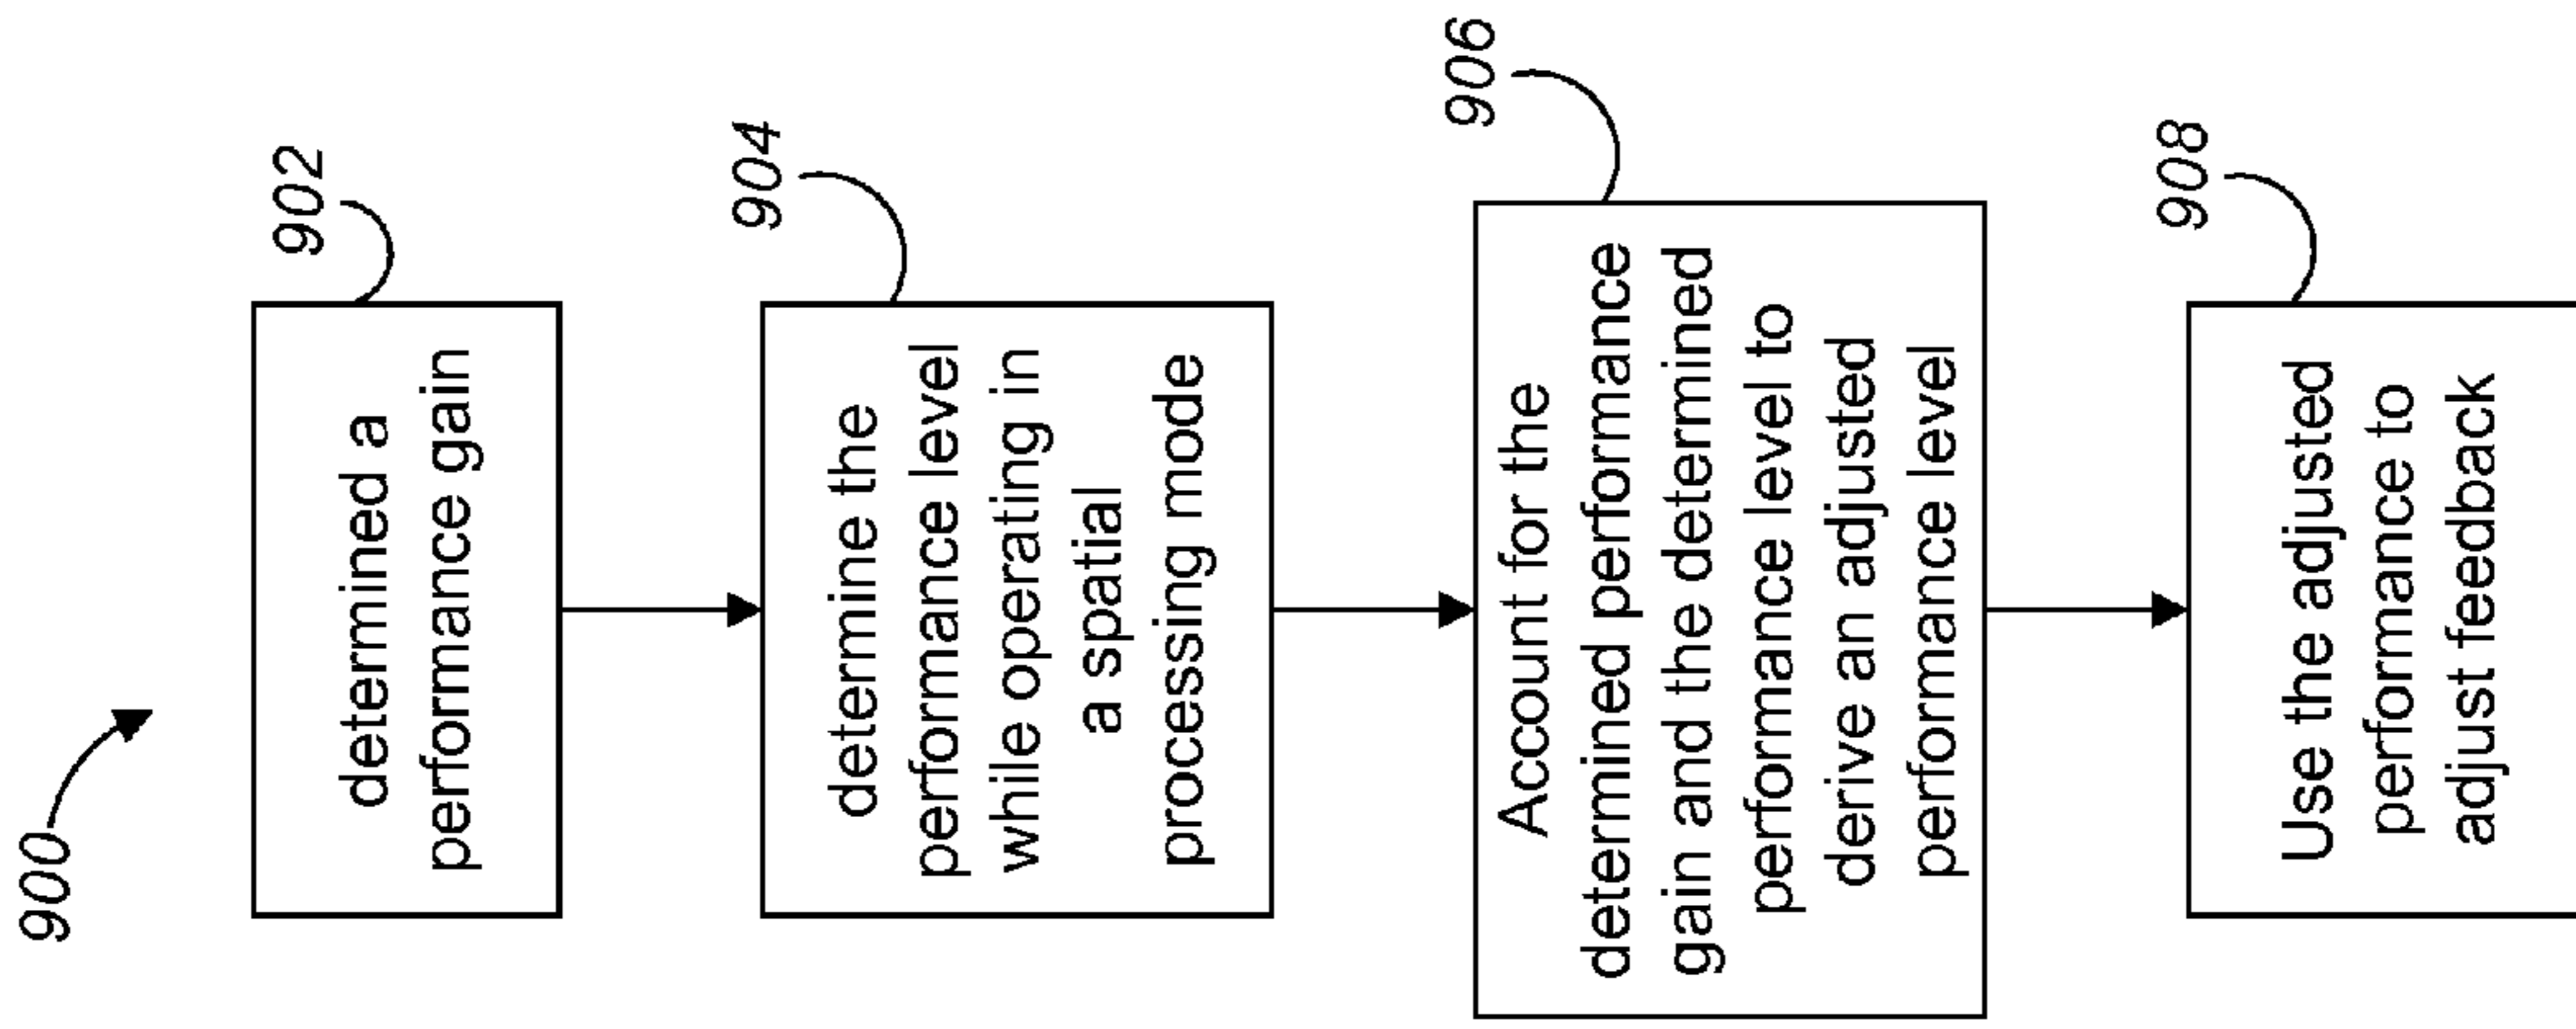 900
902
determined a
performance gain
904
determine the
performance level
while operating in
a spatial
processing mode
906
Account for the
determined performance
gain and the determined
performance level to
derive an adjusted
performance level
908
Use the adjusted
performance to
adjust feedback